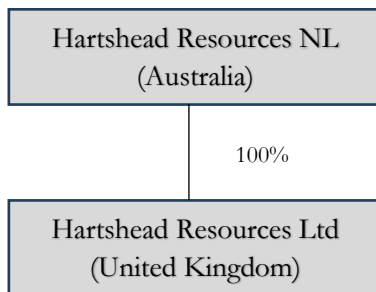 Hartshead Resources NL
(Australia)
100%
Hartshead Resources Ltd
(United Kingdom)